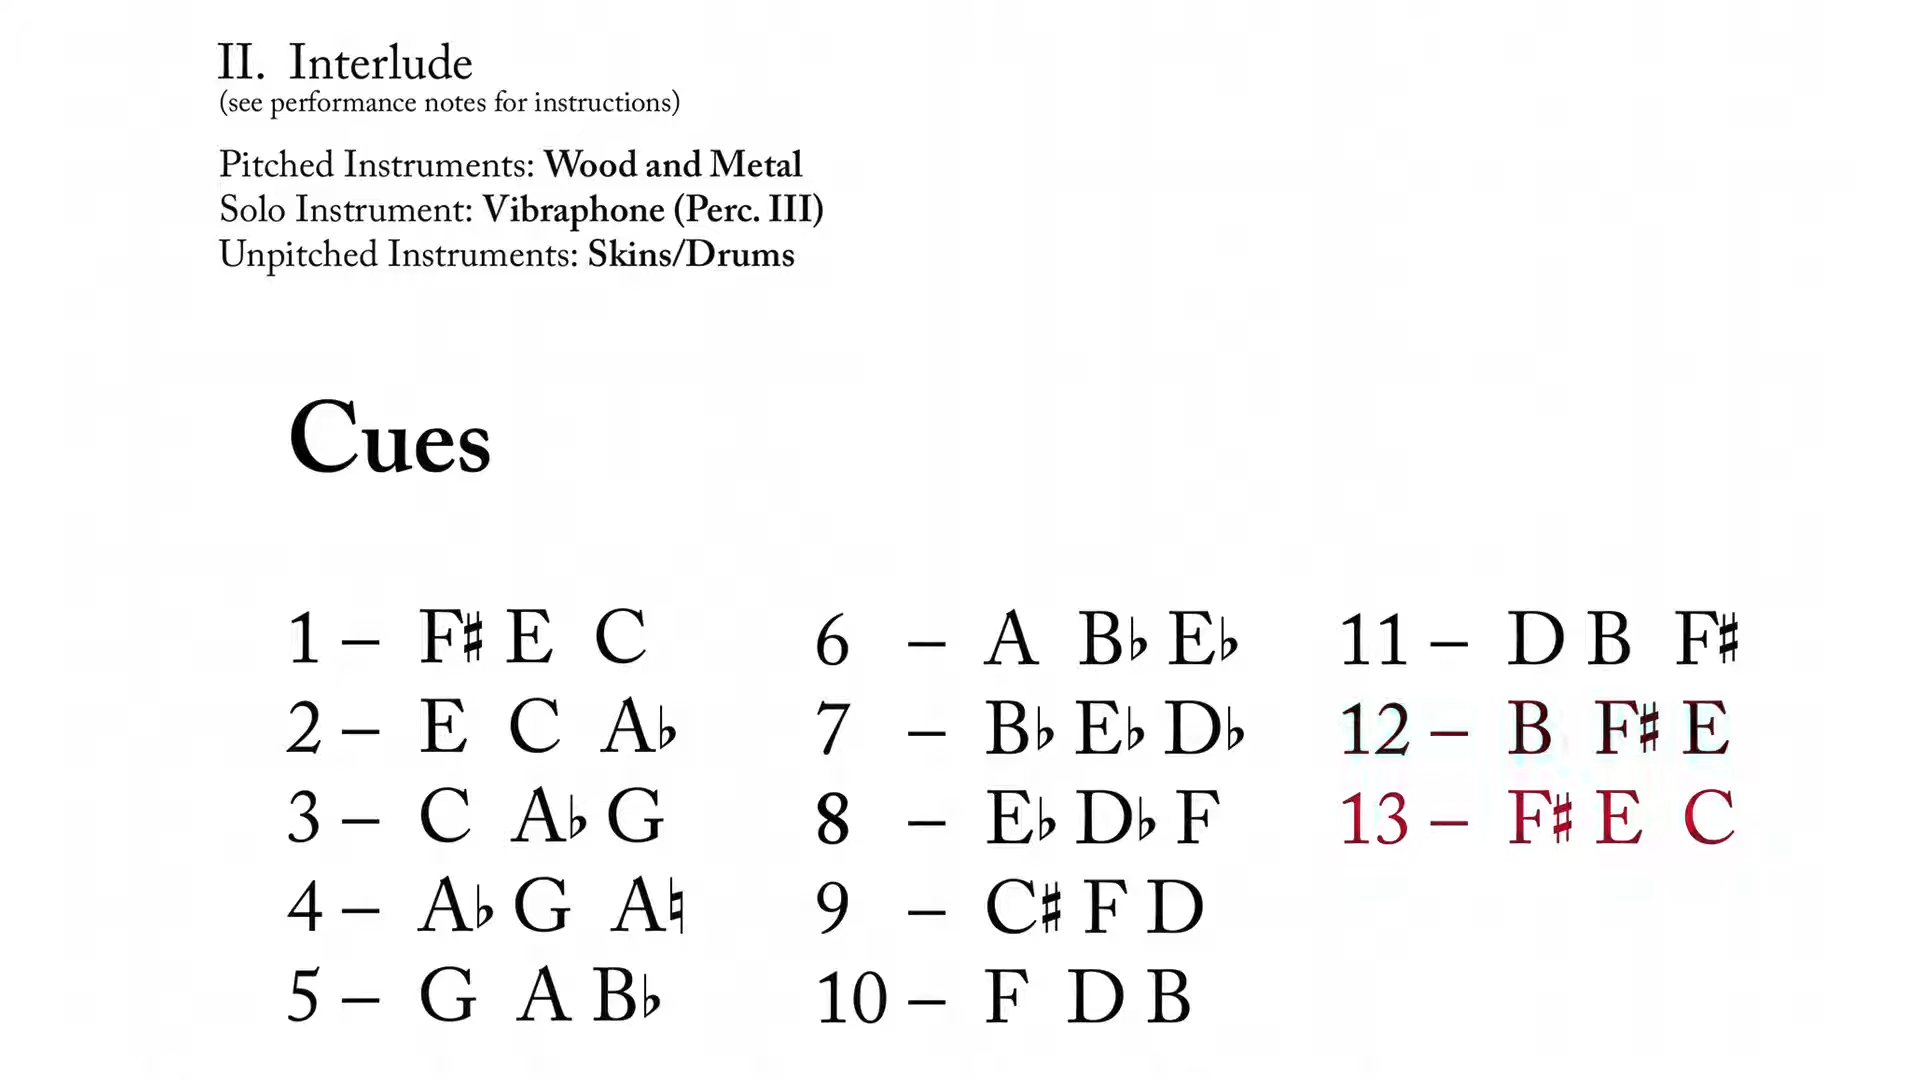 II. Interlude
(see performance notes for instructions)
Pitched Instruments: Wood and Metal
Solo Instrument: Vibraphone (Perc. III)
Unpitched Instruments: Skins/Drums
Cues
1 – F♯ E C
2 – E C A♭
3 – C A♭ G
4 – A♭ G A♮
5 – G A B♭
6 – A B♭ E♭
7 – B♭ E♭ D♭
8 – E♭ D♭ F
9 – C♯ F D
10 – F D B
11 – D B F♯
12 – B F♯ E
13 – F♯ E C